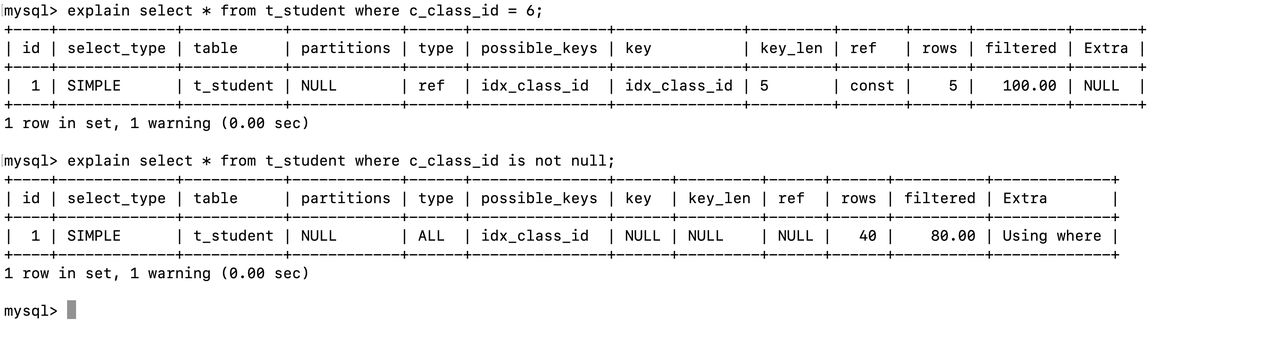 mysql> explain select * from t_student where c_class_id = 6;
+----+-------------+-----------+------------+------+---------------+--------------+---------+-------+------+----------+-------+
| id | select_type | table     | partitions | type | possible_keys | key          | key_len | ref   | rows | filtered | Extra |
+----+-------------+-----------+------------+------+---------------+--------------+---------+-------+------+----------+-------+
|  1 | SIMPLE      | t_student | NULL       | ref  | idx_class_id  | idx_class_id | 5       | const |    5 |   100.00 | NULL  |
+----+-------------+-----------+------------+------+---------------+--------------+---------+-------+------+----------+-------+
1 row in set, 1 warning (0.00 sec)
mysql> explain select * from t_student where c_class_id is not null;
+----+-------------+-----------+------------+------+---------------+------+---------+------+------+----------+-------------+
| id | select_type | table     | partitions | type | possible_keys | key  | key_len | ref  | rows | filtered | Extra       |
+----+-------------+-----------+------------+------+---------------+------+---------+------+------+----------+-------------+
|  1 | SIMPLE      | t_student | NULL       | ALL  | idx_class_id  | NULL | NULL    | NULL |   40 |    80.00 | Using where |
+----+-------------+-----------+------------+------+---------------+------+---------+------+------+----------+-------------+
1 row in set, 1 warning (0.00 sec)
mysql>